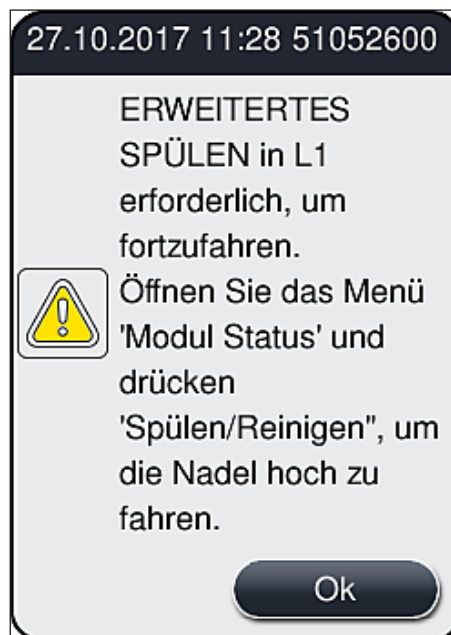 27.10.2017 11:28 51052600
ERWEITERTES
SPÜLEN in L1
erforderlich, um
fortzufahren.
Öffnen Sie das Menü
'Modul Status' und
drücken
'Spülen/Reinigen", um
die Nadel hoch zu
fahren.
Ok